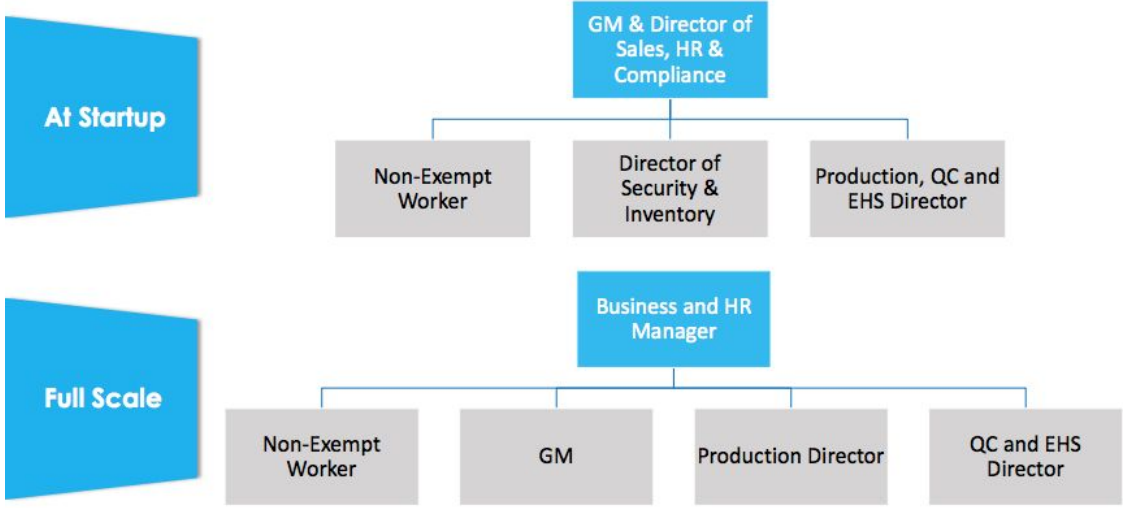 At Startup
GM & Director of
Sales, HR &
Compliance
Non-Exempt
Worker
Director of
Security &
Inventory
Production, QC and
EHS Director
Full Scale
Business and HR
Manager
Non-Exempt
Worker
GM
Production Director
QC and EHS
Director